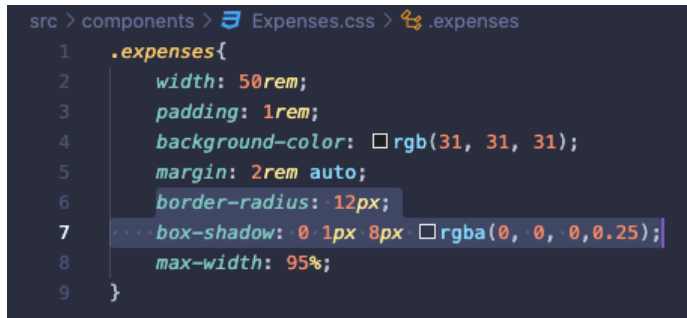 src > components > Expenses.css > .expenses
1 .expenses{
2     width: 50rem;
3     padding: 1rem;
4     background-color: rgb(31, 31, 31);
5     margin: 2rem auto;
6     border-radius: 12px;
7     box-shadow: 0 1px 8px rgba(0, 0, 0,0.25);
8     max-width: 95%;
9 }